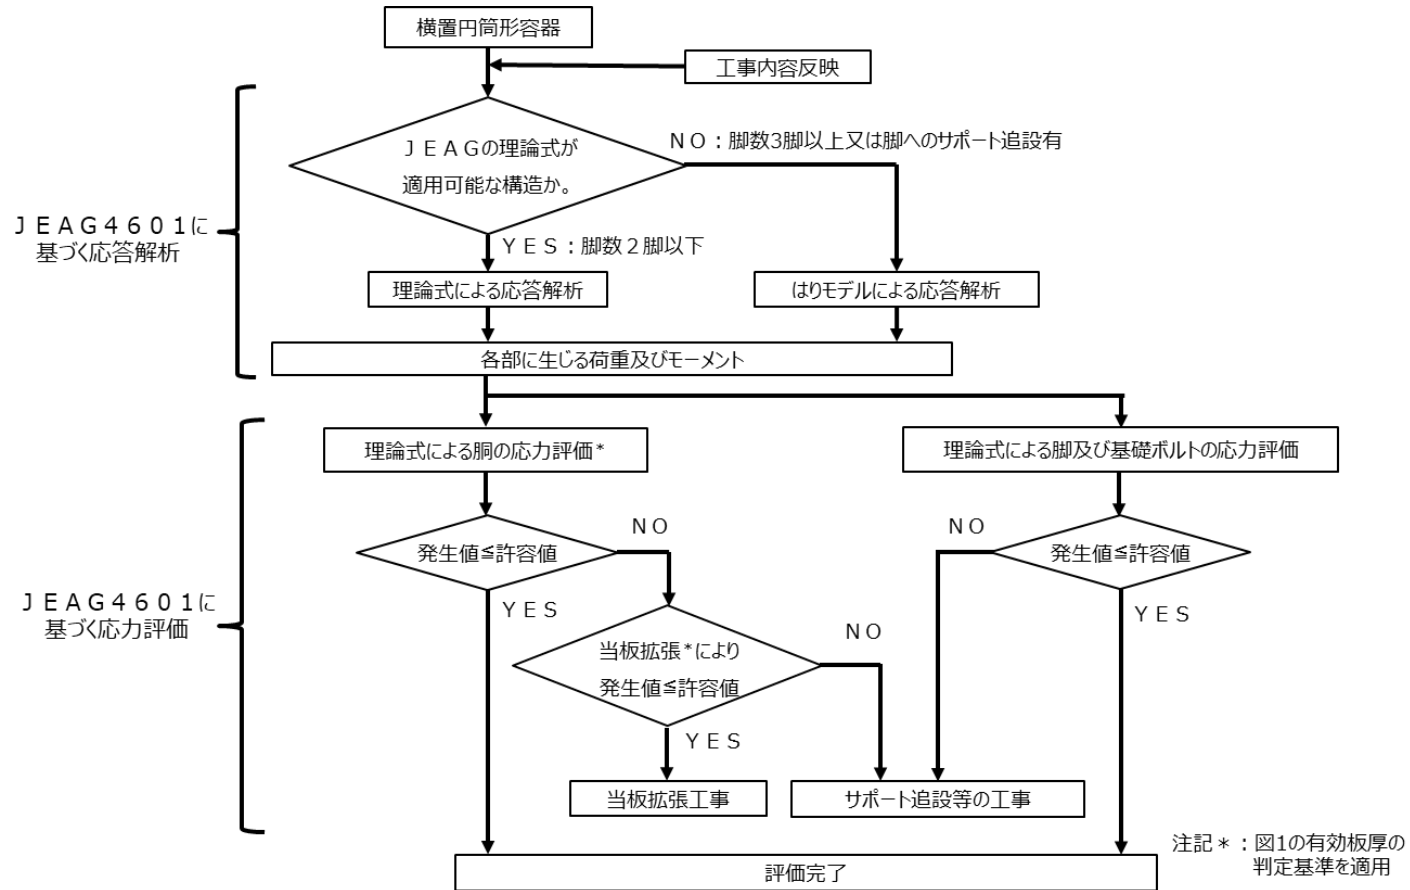 横置円筒形容器
工事内容反映
ＪＥＡＧの理論式が
適用可能な構造か。
ＮＯ：脚数3脚以上又は脚へのサポート追設有
ＪＥＡＧ４６０１に
基づく応答解析
ＹＥＳ：脚数２脚以下
理論式による応答解析
はりモデルによる応答解析
各部に生じる荷重及びモーメント
理論式による胴の応力評価*
理論式による脚及び基礎ボルトの応力評価
ＮＯ
ＮＯ
発生値≦許容値
発生値≦許容値
ＪＥＡＧ４６０１に
基づく応力評価
ＹＥＳ
ＹＥＳ
当板拡張*により
発生値≦許容値
ＮＯ
ＹＥＳ
当板拡張工事
サポート追設等の工事
注記＊：図1の有効板厚の
判定基準を適用
評価完了